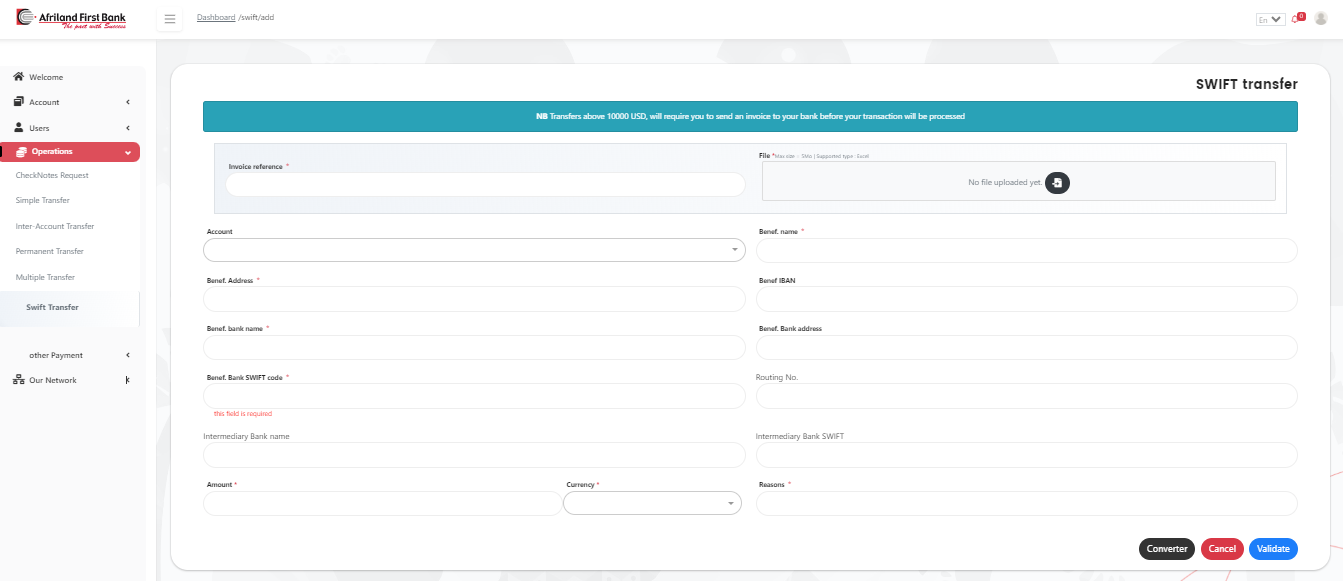 Afriland First Bank
The pact with Success
Dashboard /swift/add
En
0
Welcome
Account
Users
Operations
CheckNotes Request
Simple Transfer
Inter-Account Transfer
Permanent Transfer
Multiple Transfer
Swift Transfer
other Payment
Our Network
SWIFT transfer
NB Transfers above 10000 USD, will require you to send an invoice to your bank before your transaction will be processed
Invoice reference *
File *Max size : 5Mo | Supported type : Excel
No file uploaded yet.
Account
Benef. name *
Benef. Address *
Benef IBAN
Benef. bank name *
Benef. Bank address
Benef. Bank SWIFT code *
Routing No.
this field is required
Intermediary Bank name
Intermediary Bank SWIFT
Amount *
Currency *
Reasons *
Converter
Cancel
Validate